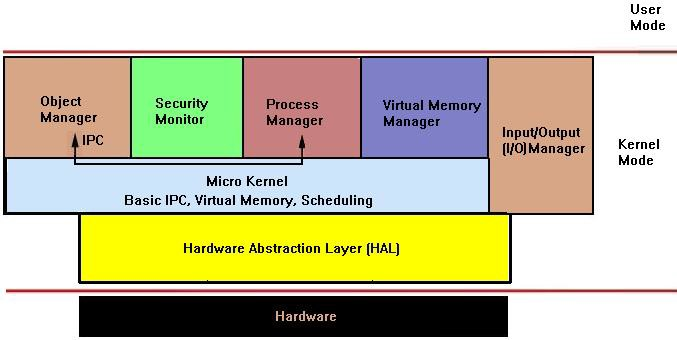 User
Mode
Object
Manager
IPC
Security
Monitor
Process
Manager
Virtual Memory
Manager
Input/Output
(I/O)Manager
Kernel
Mode
Micro Kernel
Basic IPC, Virtual Memory, Scheduling
Hardware Abstraction Layer (HAL)
Hardware